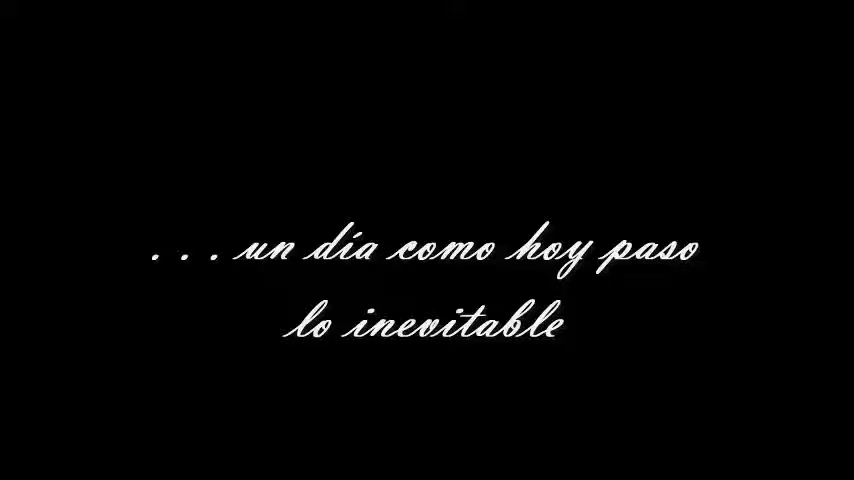 . . . un día como hoy paso
lo inevitable